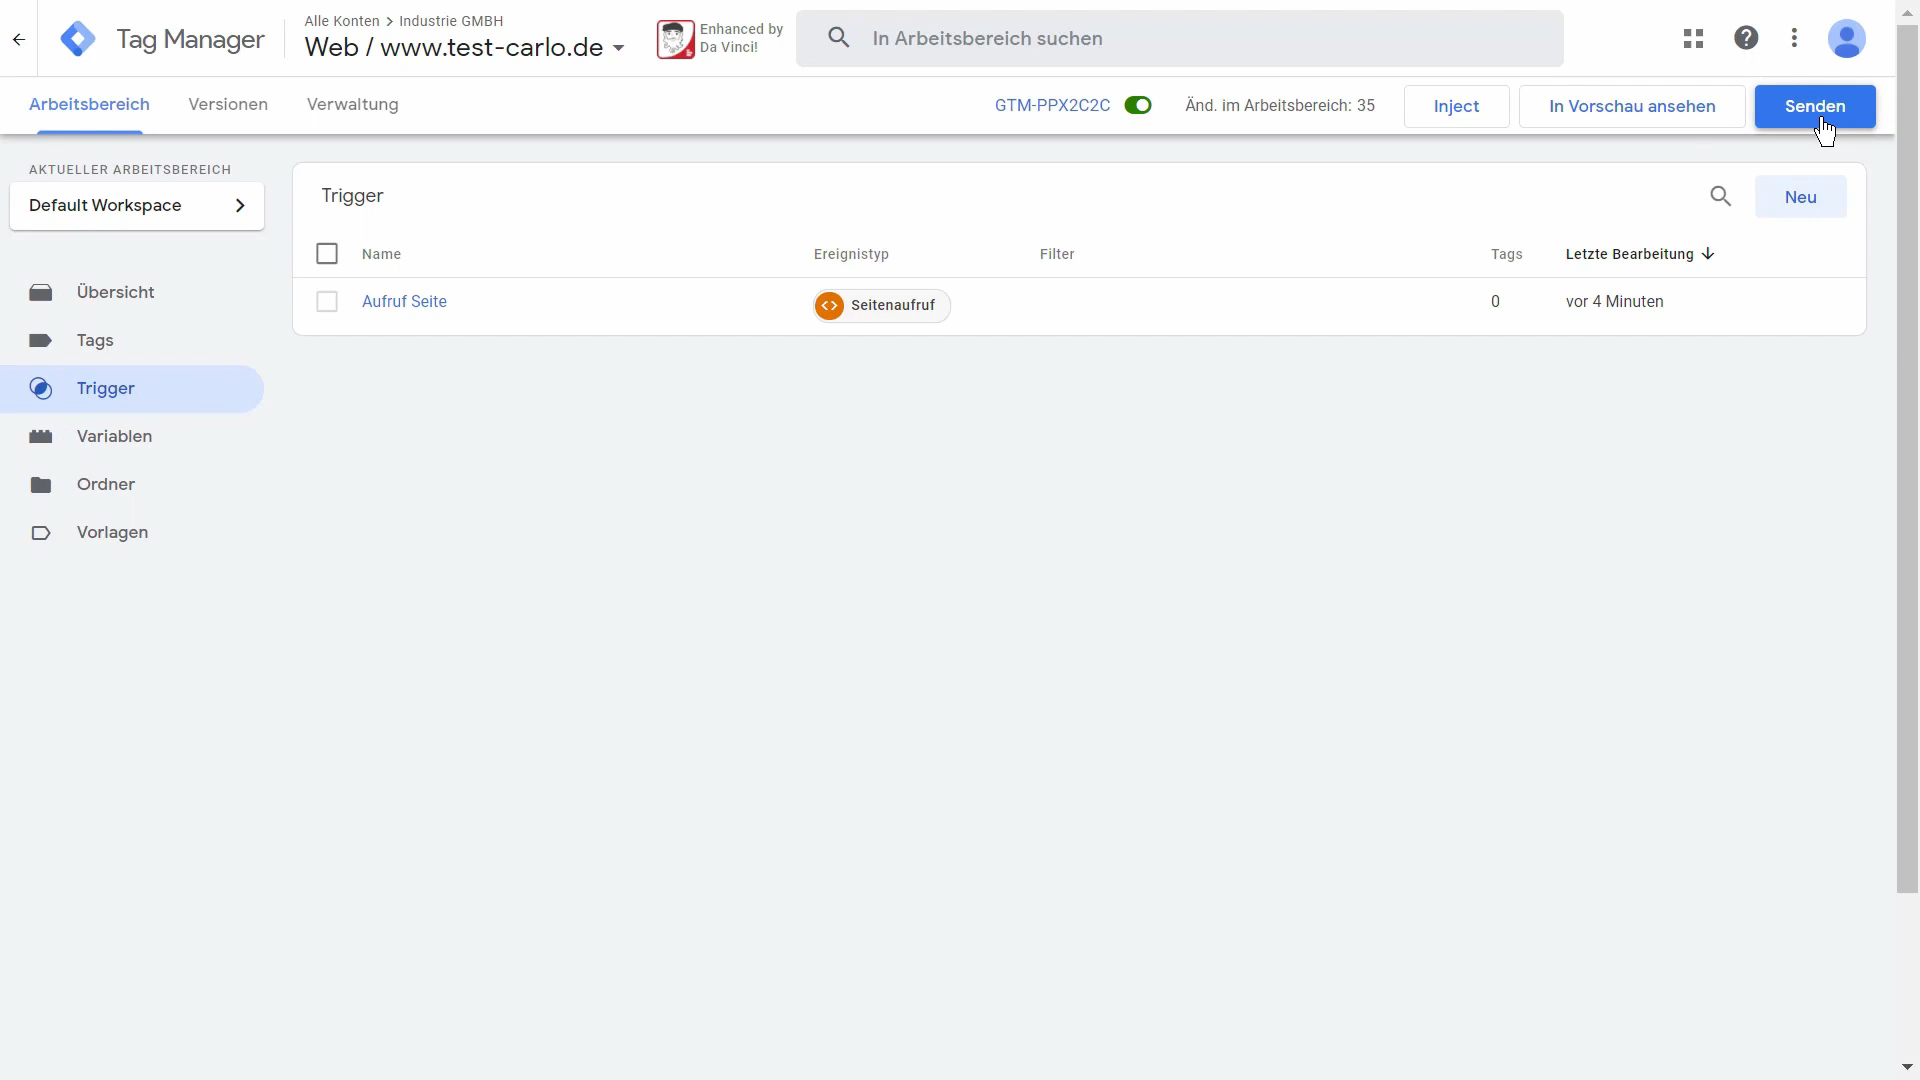 Tag Manager
Alle Konten > Industrie GMBH
Web / www.test-carlo.de
Enhanced by
Da Vinci!
In Arbeitsbereich suchen
Arbeitsbereich
Versionen
Verwaltung
GTM-PPX2C2C
Änd. im Arbeitsbereich: 35
Inject
In Vorschau ansehen
Senden
AKTUELLER ARBEITSBEREICH
Default Workspace
Übersicht
Tags
Trigger
Variablen
Ordner
Vorlagen
Trigger
Neu
Name
Ereignistyp
Filter
Tags
Letzte Bearbeitung
Aufruf Seite
Seitenaufruf
0
vor 4 Minuten